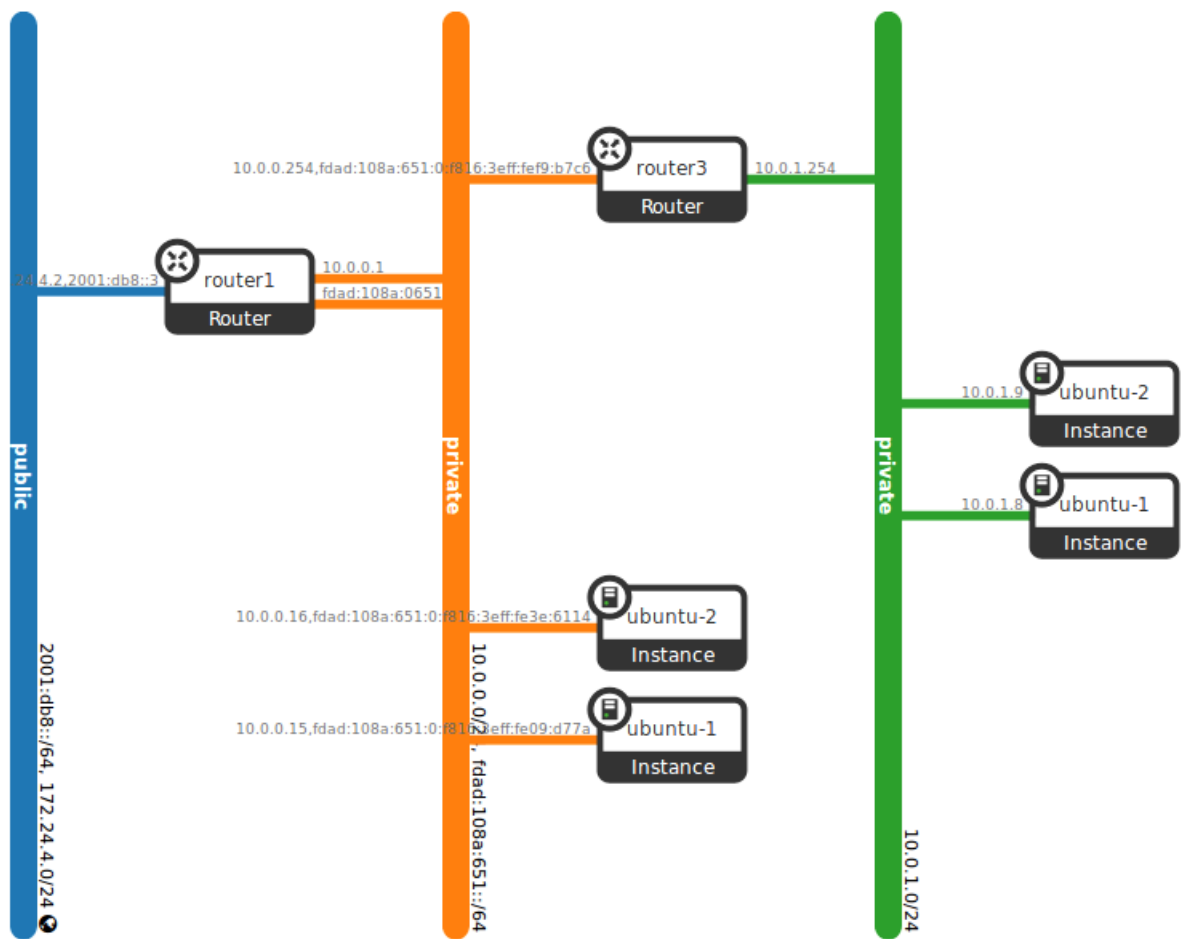 10.0.0.254,fdad:108a:651:0:f816:3eff:fef9:b7c6
router3
Router
10.0.1.254
24.4.2,2001:db8::3
router1
Router
10.0.0.1
fdad:108a:0651
10.0.1.9
ubuntu-2
Instance
public
private
private
10.0.1.8
ubuntu-1
Instance
10.0.0.16,fdad:108a:651:0:f816:3eff:fe3e:6114
ubuntu-2
Instance
10.0.0.15,fdad:108a:651:0:f816:3eff:fe09:d77a
ubuntu-1
Instance
2001:db8::/64, 172.24.4.0/24
fdad:108a:651::/64
10.0.1.0/24